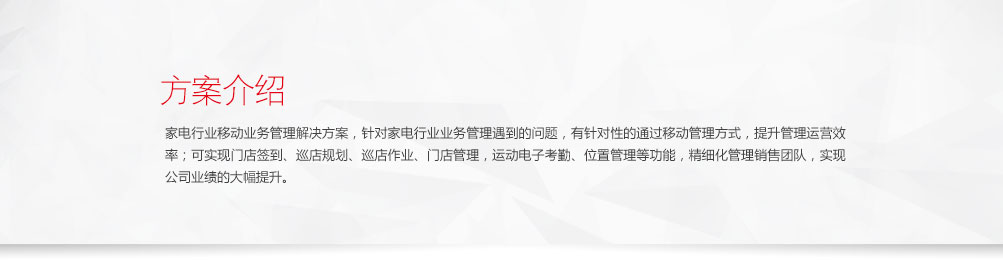 方案介绍
家电行业移动业务管理解决方案，针对家电行业业务管理遇到的问题，有针对性的通过移动管理方式，提升管理运营效
率；可实现门店签到、巡店规划、巡店作业、门店管理，运动电子考勤、位置管理等功能，精细化管理销售团队，实现
公司业绩的大幅提升。